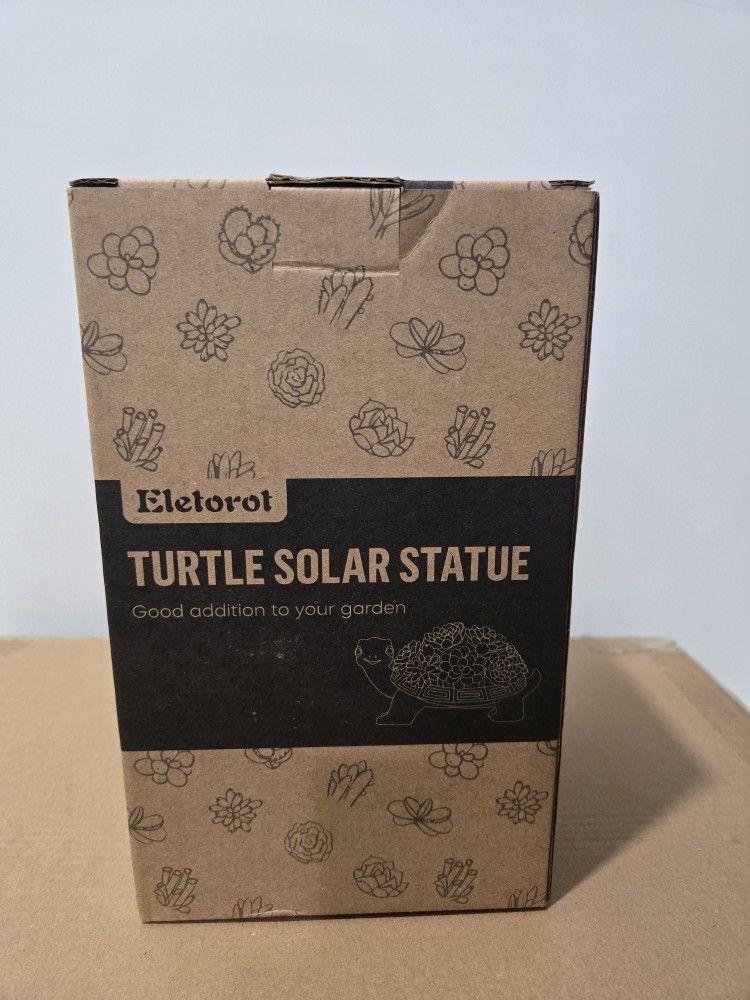 Eletorot
TURTLE SOLAR STATUE
Good addition to your garden